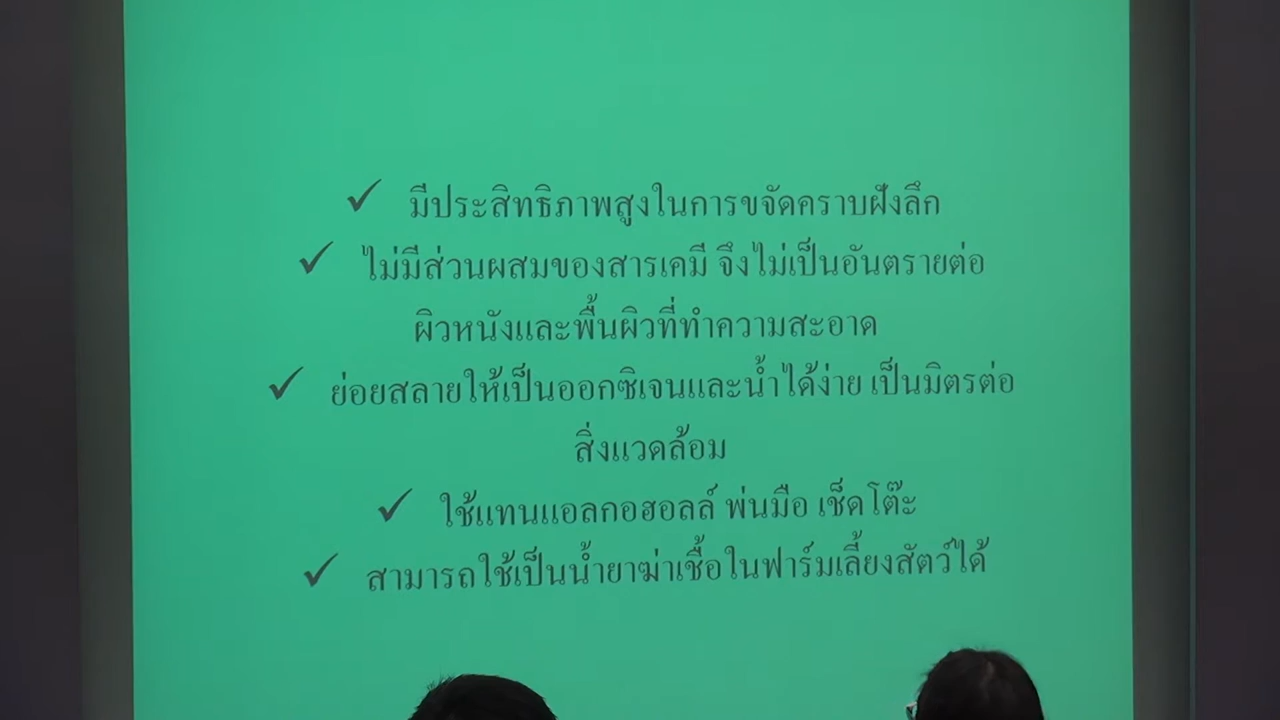 ✓ มีประสิทธิภาพสูงในการขจัดคราบฝังลึก
✓ ไม่มีส่วนผสมของสารเคมี จึงไม่เป็นอันตรายต่อ
ผิวหนังและพื้นผิวที่ทำความสะอาด
✓ ย่อยสลายให้เป็นออกซิเจนและน้ำได้ง่าย เป็นมิตรต่อ
สิ่งแวดล้อม
✓ ใช้แทนแอลกอฮอลล์ พ่นมือ เช็ดโต๊ะ
✓ สามารถใช้เป็นน้ำยาฆ่าเชื้อในฟาร์มเลี้ยงสัตว์ได้